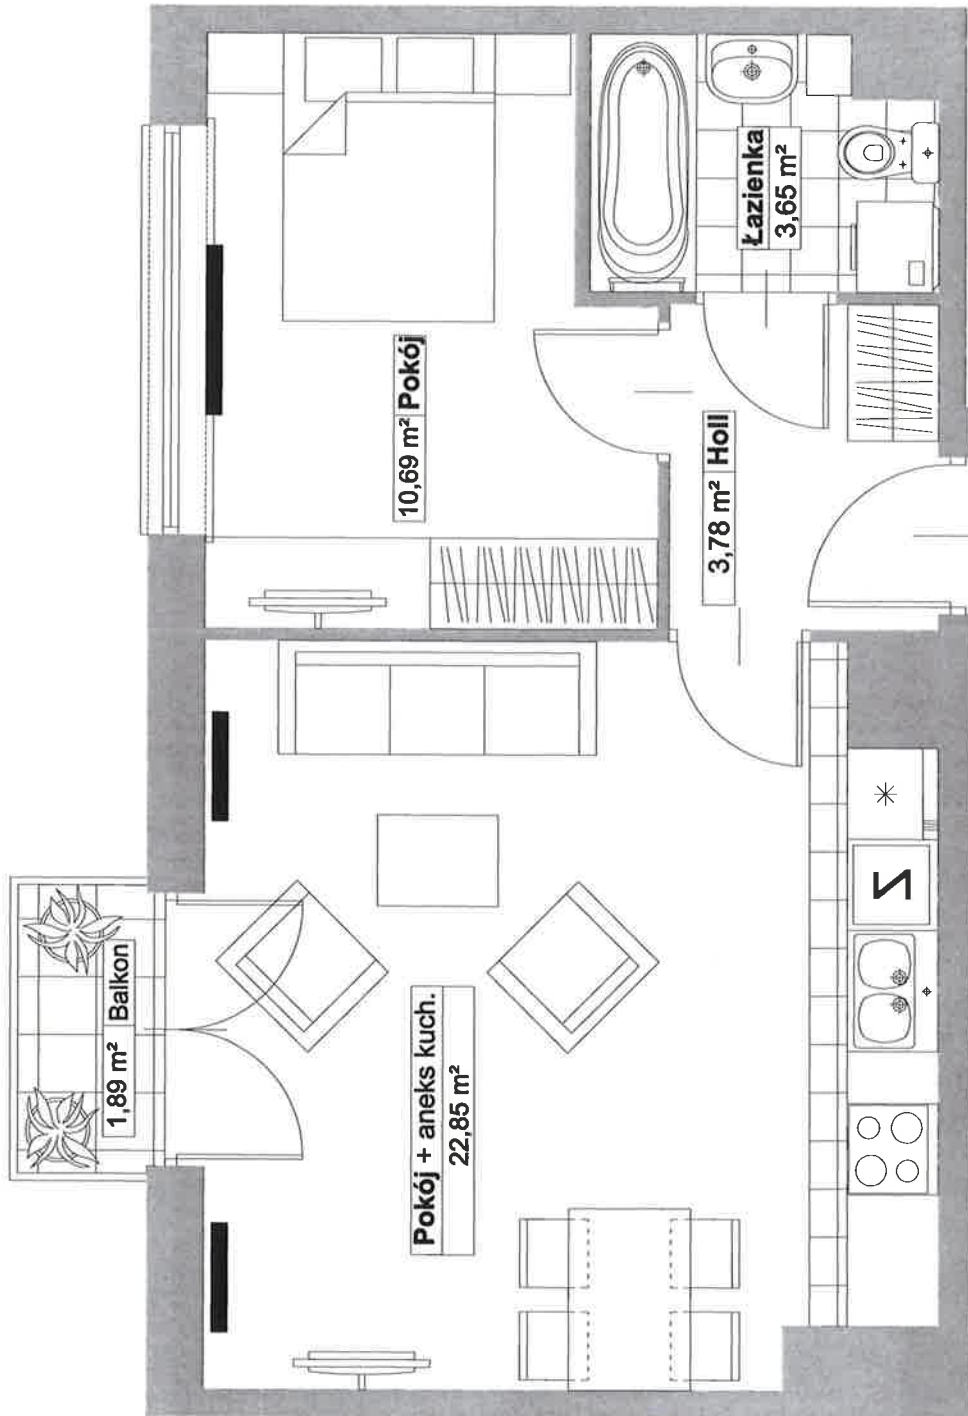 1,89 m² Balkon
Pokój + aneks kuch.
22,85 m²
10,69 m² Pokój
3,78 m² Holl
Łazienka
3,65 m²
Z